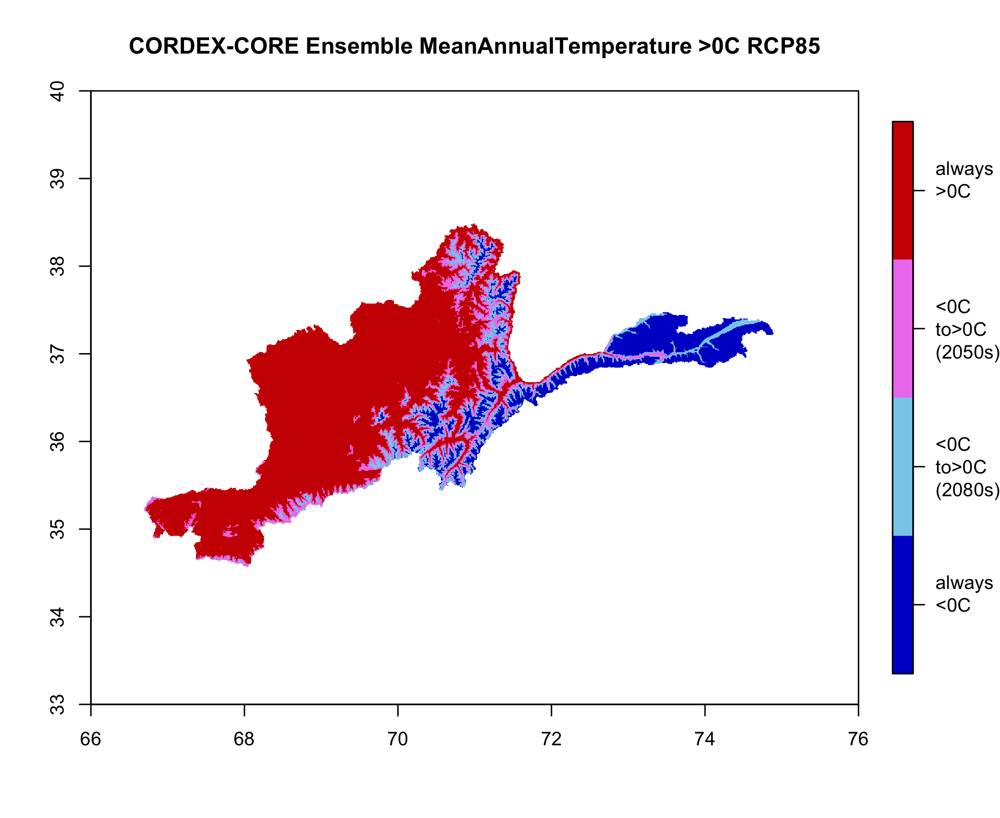 CORDEX-CORE Ensemble MeanAnnualTemperature >0C RCP85
40
39
38
37
36
35
34
33
66
68
70
72
74
76
always
>0C
<0C
to>0C
(2050s)
<0C
to>0C
(2080s)
always
<0C